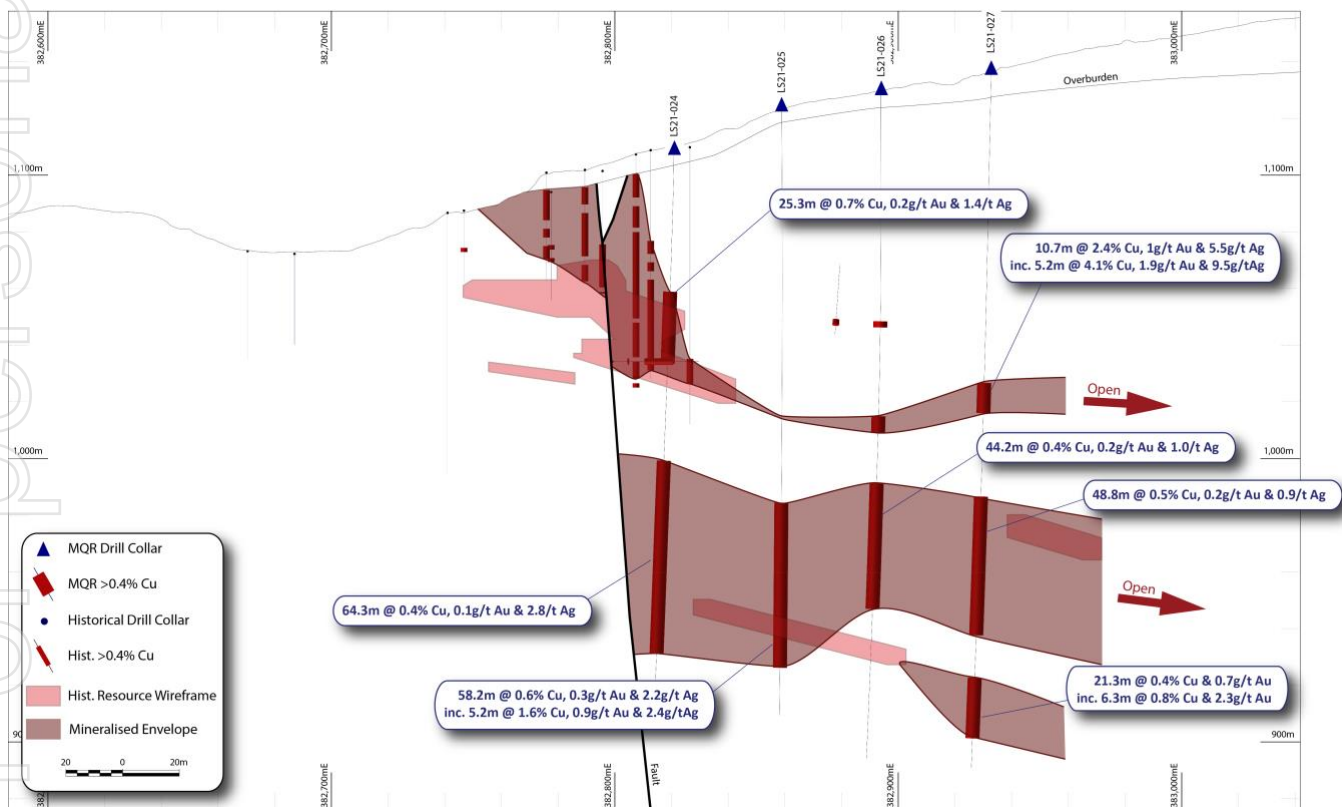 382,600mE
382,700mE
382,800mE
383,000mE
LS21-024
LS21-025
LS21-026
LS21-027
Overburden
1,100m
1,100m
25.3m @ 0.7% Cu, 0.2g/t Au & 1.4/t Ag
10.7m @ 2.4% Cu, 1g/t Au & 5.5g/t Ag
inc. 5.2m @ 4.1% Cu, 1.9g/t Au & 9.5g/tAg
Open
1,000m
1,000m
44.2m @ 0.4% Cu, 0.2g/t Au & 1.0/t Ag
48.8m @ 0.5% Cu, 0.2g/t Au & 0.9/t Ag
Open
64.3m @ 0.4% Cu, 0.1g/t Au & 2.8/t Ag
58.2m @ 0.6% Cu, 0.3g/t Au & 2.2g/t Ag
inc. 5.2m @ 1.6% Cu, 0.9g/t Au & 2.4g/tAg
21.3m @ 0.4% Cu & 0.7g/t Au
inc. 6.3m @ 0.8% Cu & 2.3g/t Au
MQR Drill Collar
MQR >0.4% Cu
Historical Drill Collar
Hist. >0.4% Cu
Hist. Resource Wireframe
Mineralised Envelope
20 0 20m
900m
Fault
382,700mE
382,800mE
382,900mE
383,000mE